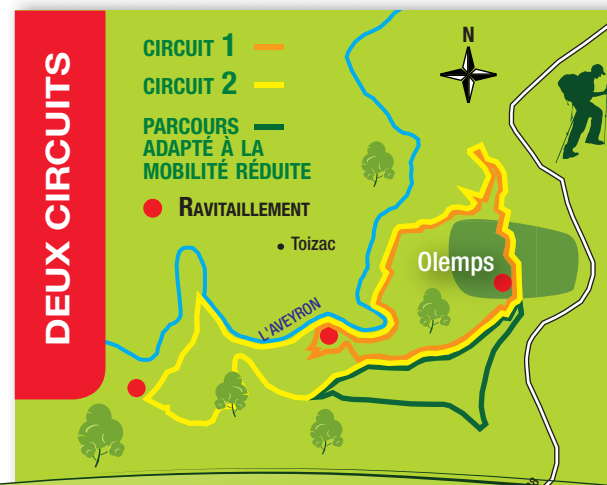 DEUX CIRCUITS
CIRCUIT 1
CIRCUIT 2
PARCOURS
ADAPTÉ À LA
MOBILITÉ RÉDUITE
RAVITAILLEMENT
N
Toizac
Olemps
L'AVEYRON